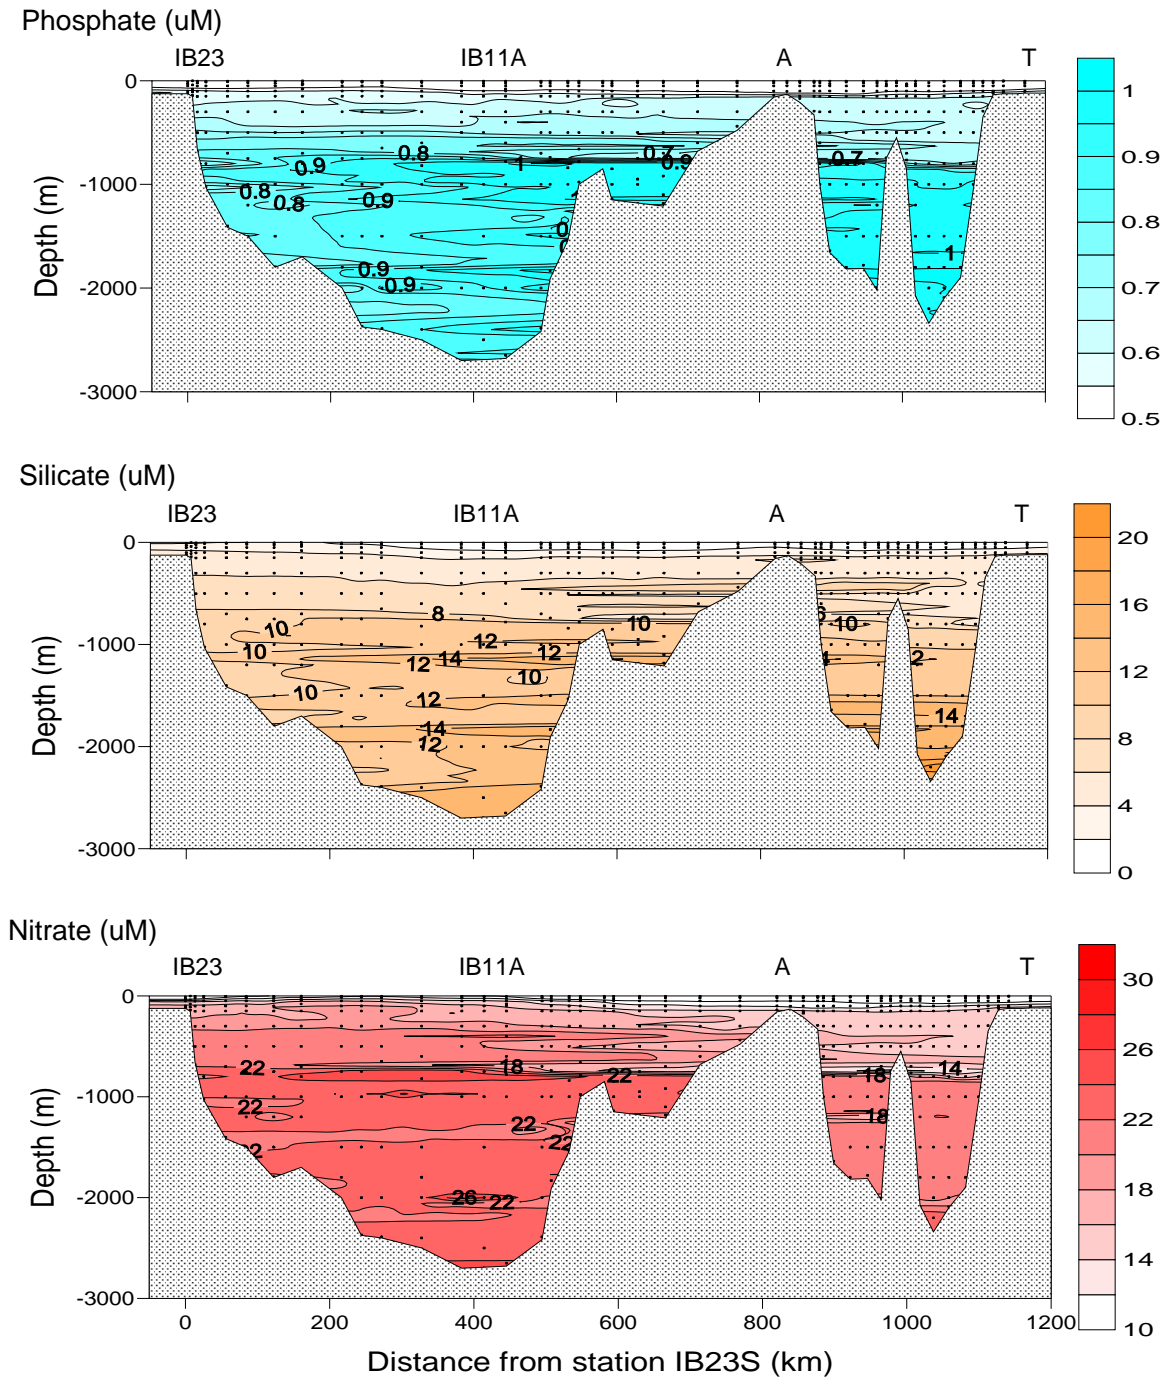 Phosphate (uM)
IB23 IB11A A T
0
-1000
-2000
-3000
Depth (m)
0.9 0.8 1 0.7 0.9 0.7
0.8 0.8 0.9
0.9 0.9 1
1
0.9
0.8
0.7
0.6
0.5
Silicate (uM)
IB23 IB11A A T
0
-1000
-2000
-3000
Depth (m)
8 10 10
10 12 12
10 12 14 10
10 12 14
14 12
20
16
12
8
4
0
Nitrate (uM)
IB23 IB11A A T
0
-1000
-2000
-3000
Depth (m)
22 18 22 18 14
22 22 22 18
26 22
30
26
22
18
14
10
0 200 400 600 800 1000 1200
Distance from station IB23S (km)